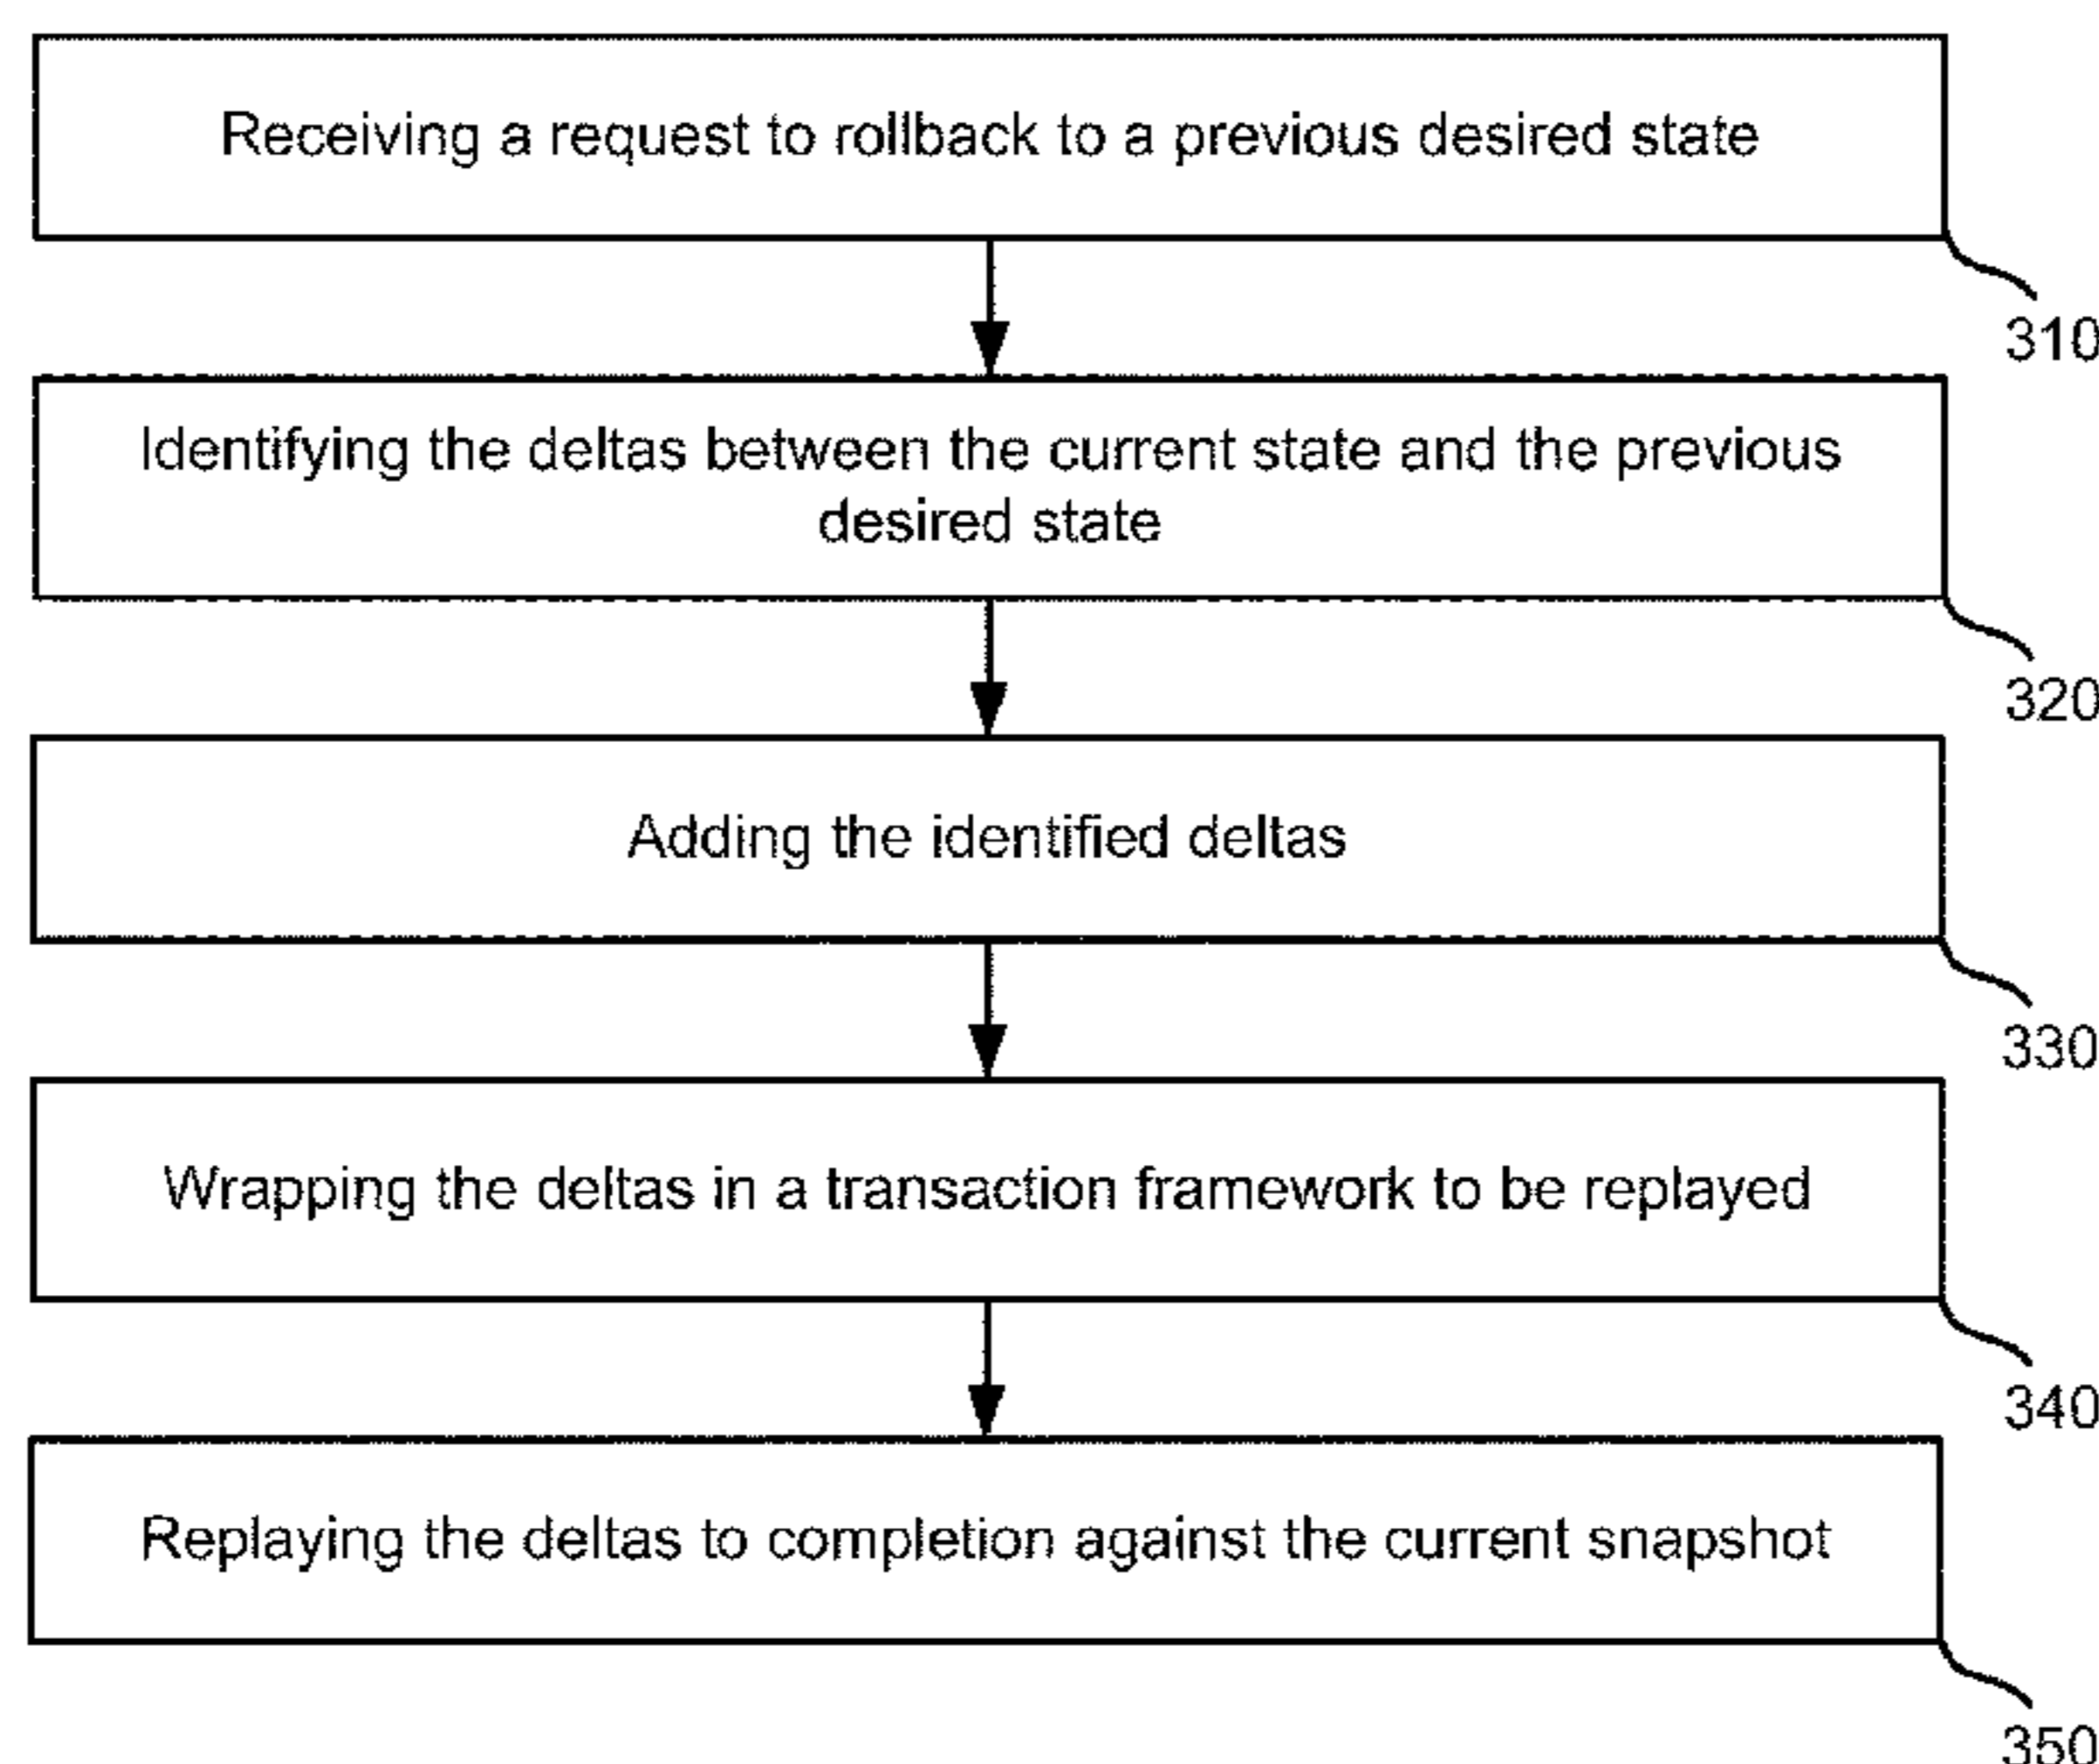 Receiving a request to rollback to a previous desired state
310
Identifying the deltas between the current state and the previous
desired state
320
Adding the identified deltas
330
Wrapping the deltas in a transaction framework to be replayed
340
Replaying the deltas to completion against the current snapshot
350